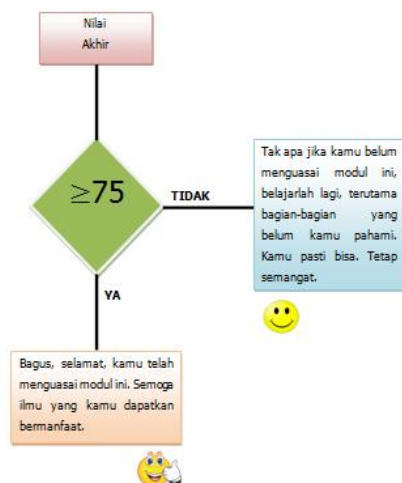 Nilai
Akhir
≥75
TIDAK
Tak apa jika kamu belum
menguasai modul ini,
belajarlah lagi, terutama
bagian-bagian yang
belum kamu pahami.
Kamu pasti bisa. Tetap
semangat.
YA
Bagus, selamat, kamu telah
menguasai modul ini. Semoga
ilmu yang kamu dapatkan
bermanfaat.